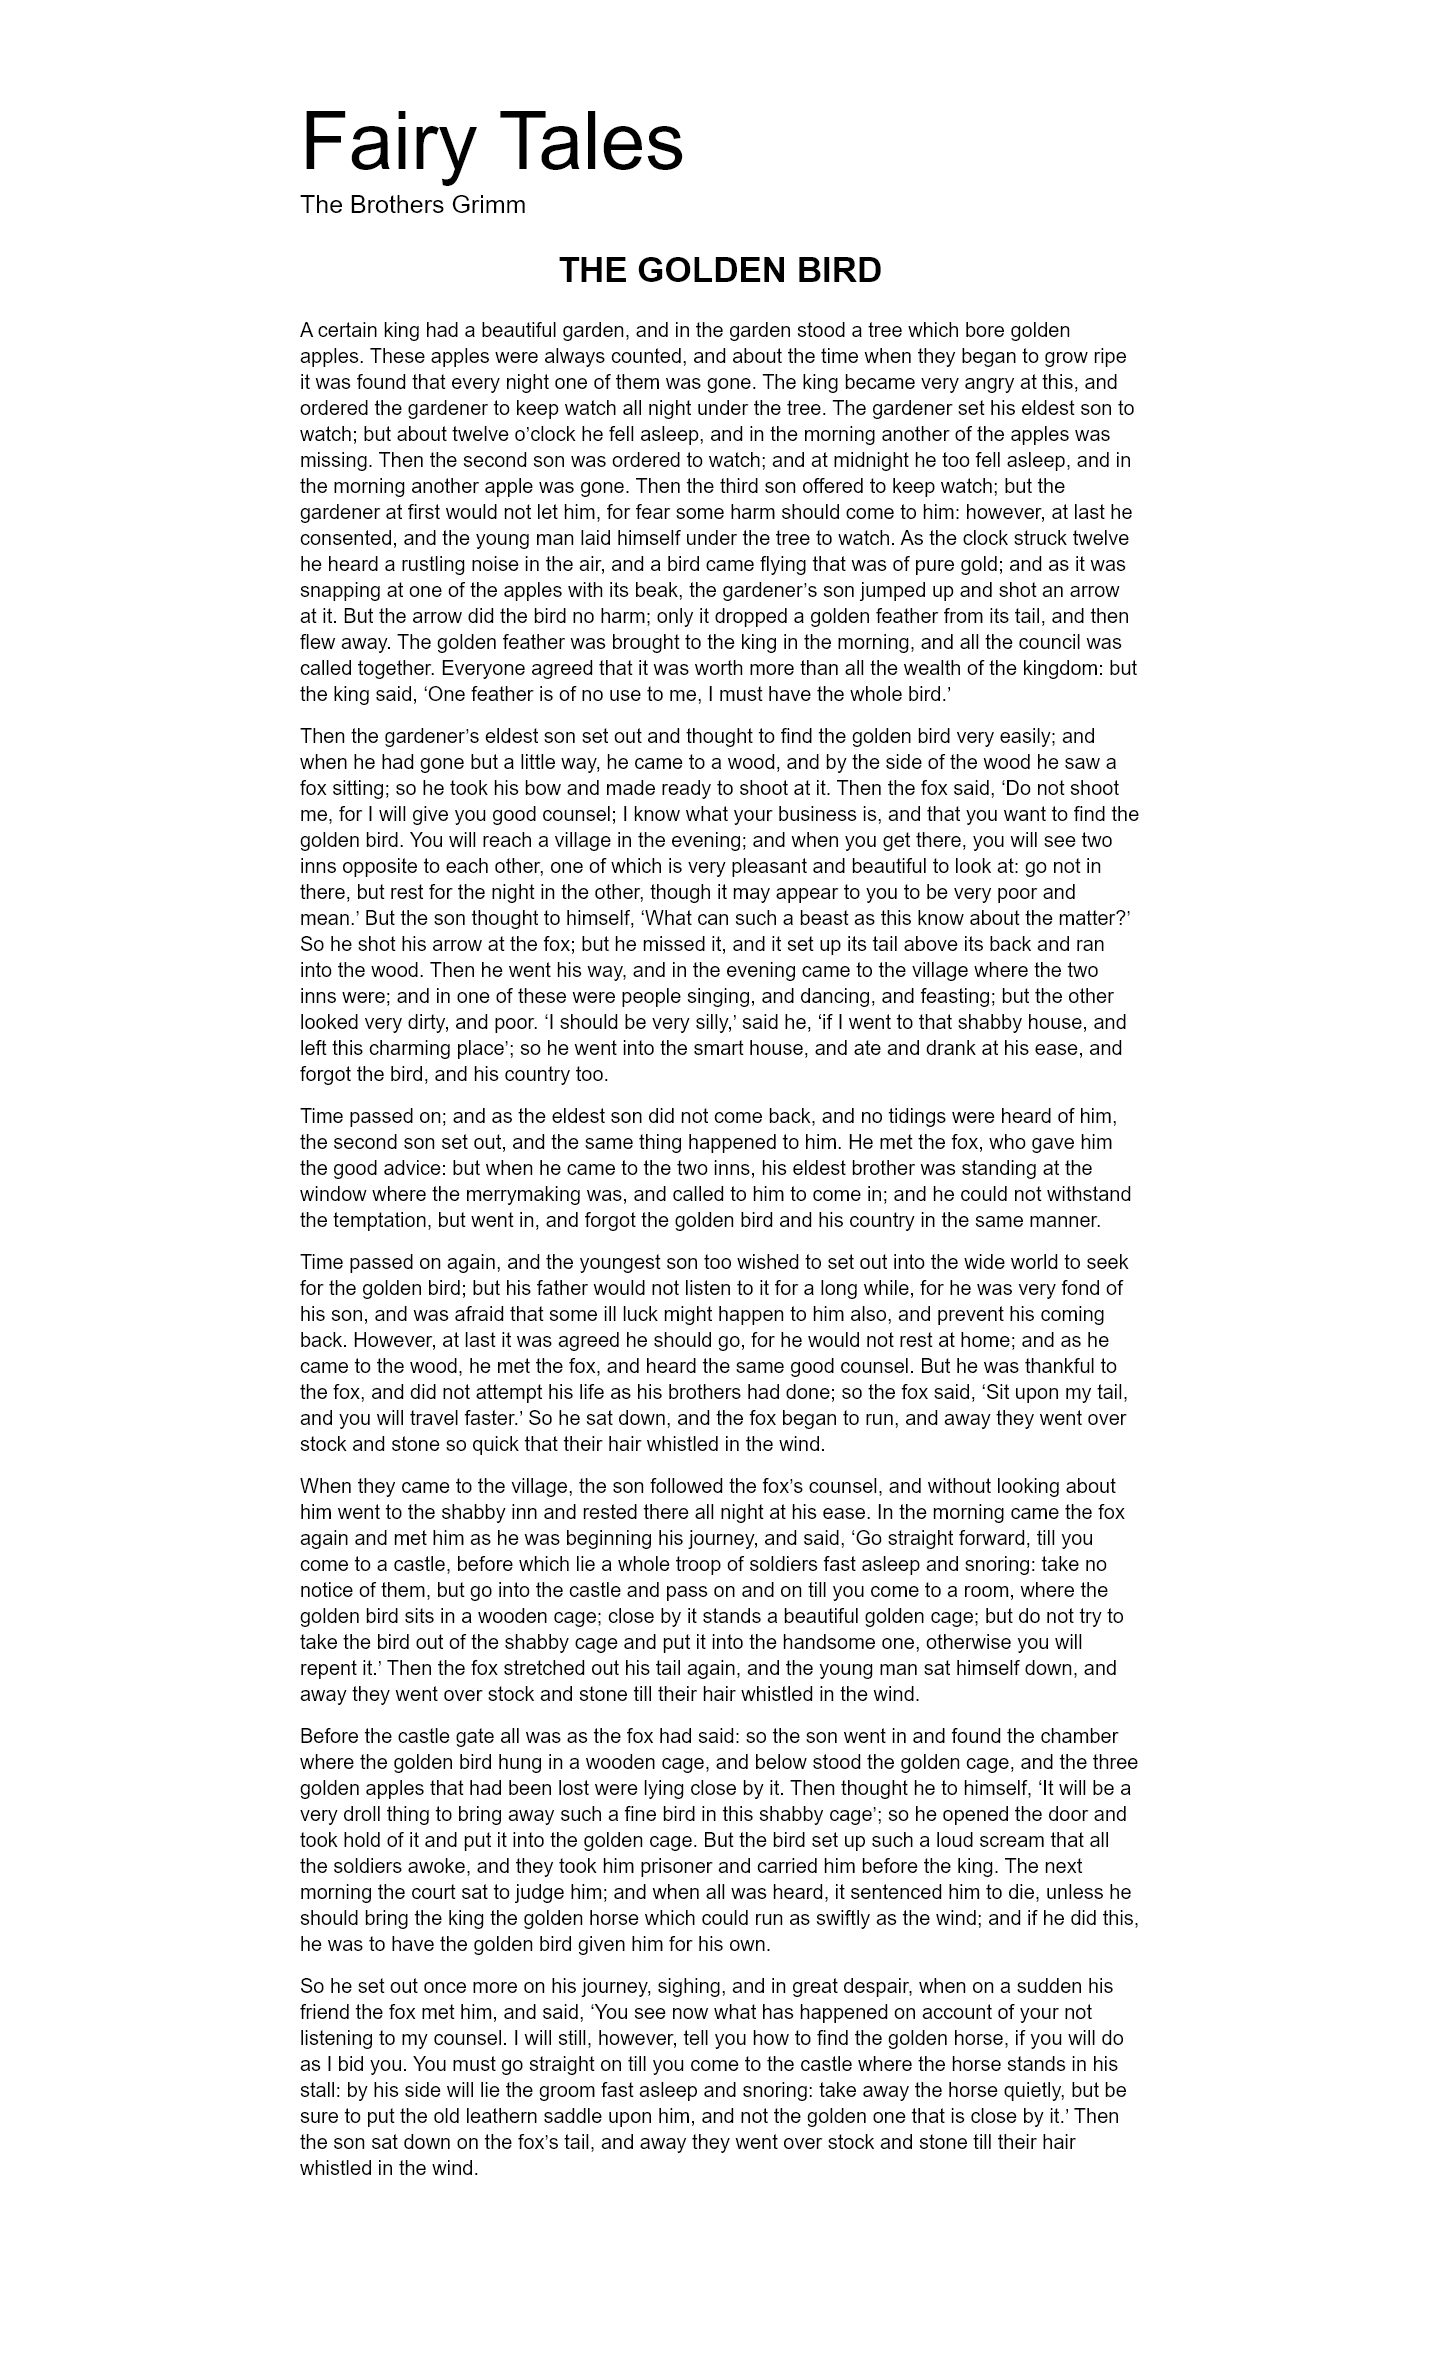 Fairy Tales
The Brothers Grimm
THE GOLDEN BIRD
A certain king had a beautiful garden, and in the garden stood a tree which bore golden
apples. These apples were always counted, and about the time when they began to grow ripe
it was found that every night one of them was gone. The king became very angry at this, and
ordered the gardener to keep watch all night under the tree. The gardener set his eldest son to
watch; but about twelve o’clock he fell asleep, and in the morning another of the apples was
missing. Then the second son was ordered to watch; and at midnight he too fell asleep, and in
the morning another apple was gone. Then the third son offered to keep watch; but the
gardener at first would not let him, for fear some harm should come to him: however, at last he
consented, and the young man laid himself under the tree to watch. As the clock struck twelve
he heard a rustling noise in the air, and a bird came flying that was of pure gold; and as it was
snapping at one of the apples with its beak, the gardener’s son jumped up and shot an arrow
at it. But the arrow did the bird no harm; only it dropped a golden feather from its tail, and then
flew away. The golden feather was brought to the king in the morning, and all the council was
called together. Everyone agreed that it was worth more than all the wealth of the kingdom: but
the king said, ‘One feather is of no use to me, I must have the whole bird.’
Then the gardener’s eldest son set out and thought to find the golden bird very easily; and
when he had gone but a little way, he came to a wood, and by the side of the wood he saw a
fox sitting; so he took his bow and made ready to shoot at it. Then the fox said, ‘Do not shoot
me, for I will give you good counsel; I know what your business is, and that you want to find the
golden bird. You will reach a village in the evening; and when you get there, you will see two
inns opposite to each other, one of which is very pleasant and beautiful to look at: go not in
there, but rest for the night in the other, though it may appear to you to be very poor and
mean.’ But the son thought to himself, ‘What can such a beast as this know about the matter?’
So he shot his arrow at the fox; but he missed it, and it set up its tail above its back and ran
into the wood. Then he went his way, and in the evening came to the village where the two
inns were; and in one of these were people singing, and dancing, and feasting; but the other
looked very dirty, and poor. ‘I should be very silly,’ said he, ‘if I went to that shabby house, and
left this charming place’; so he went into the smart house, and ate and drank at his ease, and
forgot the bird, and his country too.
Time passed on; and as the eldest son did not come back, and no tidings were heard of him,
the second son set out, and the same thing happened to him. He met the fox, who gave him
the good advice: but when he came to the two inns, his eldest brother was standing at the
window where the merrymaking was, and called to him to come in; and he could not withstand
the temptation, but went in, and forgot the golden bird and his country in the same manner.
Time passed on again, and the youngest son too wished to set out into the wide world to seek
for the golden bird; but his father would not listen to it for a long while, for he was very fond of
his son, and was afraid that some ill luck might happen to him also, and prevent his coming
back. However, at last it was agreed he should go, for he would not rest at home; and as he
came to the wood, he met the fox, and heard the same good counsel. But he was thankful to
the fox, and did not attempt his life as his brothers had done; so the fox said, ‘Sit upon my tail,
and you will travel faster.’ So he sat down, and the fox began to run, and away they went over
stock and stone so quick that their hair whistled in the wind.
When they came to the village, the son followed the fox’s counsel, and without looking about
him went to the shabby inn and rested there all night at his ease. In the morning came the fox
again and met him as he was beginning his journey, and said, ‘Go straight forward, till you
come to a castle, before which lie a whole troop of soldiers fast asleep and snoring: take no
notice of them, but go into the castle and pass on and on till you come to a room, where the
golden bird sits in a wooden cage; close by it stands a beautiful golden cage; but do not try to
take the bird out of the shabby cage and put it into the handsome one, otherwise you will
repent it.’ Then the fox stretched out his tail again, and the young man sat himself down, and
away they went over stock and stone till their hair whistled in the wind.
Before the castle gate all was as the fox had said: so the son went in and found the chamber
where the golden bird hung in a wooden cage, and below stood the golden cage, and the three
golden apples that had been lost were lying close by it. Then thought he to himself, ‘It will be a
very droll thing to bring away such a fine bird in this shabby cage’; so he opened the door and
took hold of it and put it into the golden cage. But the bird set up such a loud scream that all
the soldiers awoke, and they took him prisoner and carried him before the king. The next
morning the court sat to judge him; and when all was heard, it sentenced him to die, unless he
should bring the king the golden horse which could run as swiftly as the wind; and if he did this,
he was to have the golden bird given him for his own.
So he set out once more on his journey, sighing, and in great despair, when on a sudden his
friend the fox met him, and said, ‘You see now what has happened on account of your not
listening to my counsel. I will still, however, tell you how to find the golden horse, if you will do
as I bid you. You must go straight on till you come to the castle where the horse stands in his
stall: by his side will lie the groom fast asleep and snoring: take away the horse quietly, but be
sure to put the old leathern saddle upon him, and not the golden one that is close by it.’ Then
the son sat down on the fox’s tail, and away they went over stock and stone till their hair
whistled in the wind.